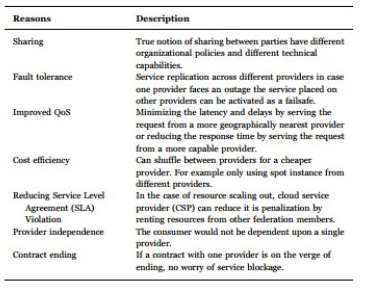 Reasons Description
Sharing True notion of sharing between parties have different
organizational policies and different technical
capabilities.
Fault tolerance Service replication across different providers in case
one provider faces an outage the service placed on
other providers can be activated as a failsafe.
Improved QoS Minimizing the latency and delays by serving the
request from a more geographically nearest provider
or reducing the response time by serving the request
from a more capable provider.
Cost efficiency Can shuffle between providers for a cheaper
provider. For example only using spot instance from
different providers.
Reducing Service Level In the case of resource scaling out, cloud service
Agreement (SLA) provider (CSP) can reduce it is penalization by
Violation renting resources from other federation members.
Provider independence The consumer would not be dependent upon a single
provider.
Contract ending If a contract with one provider is on the verge of
ending, no worry of service blockage.